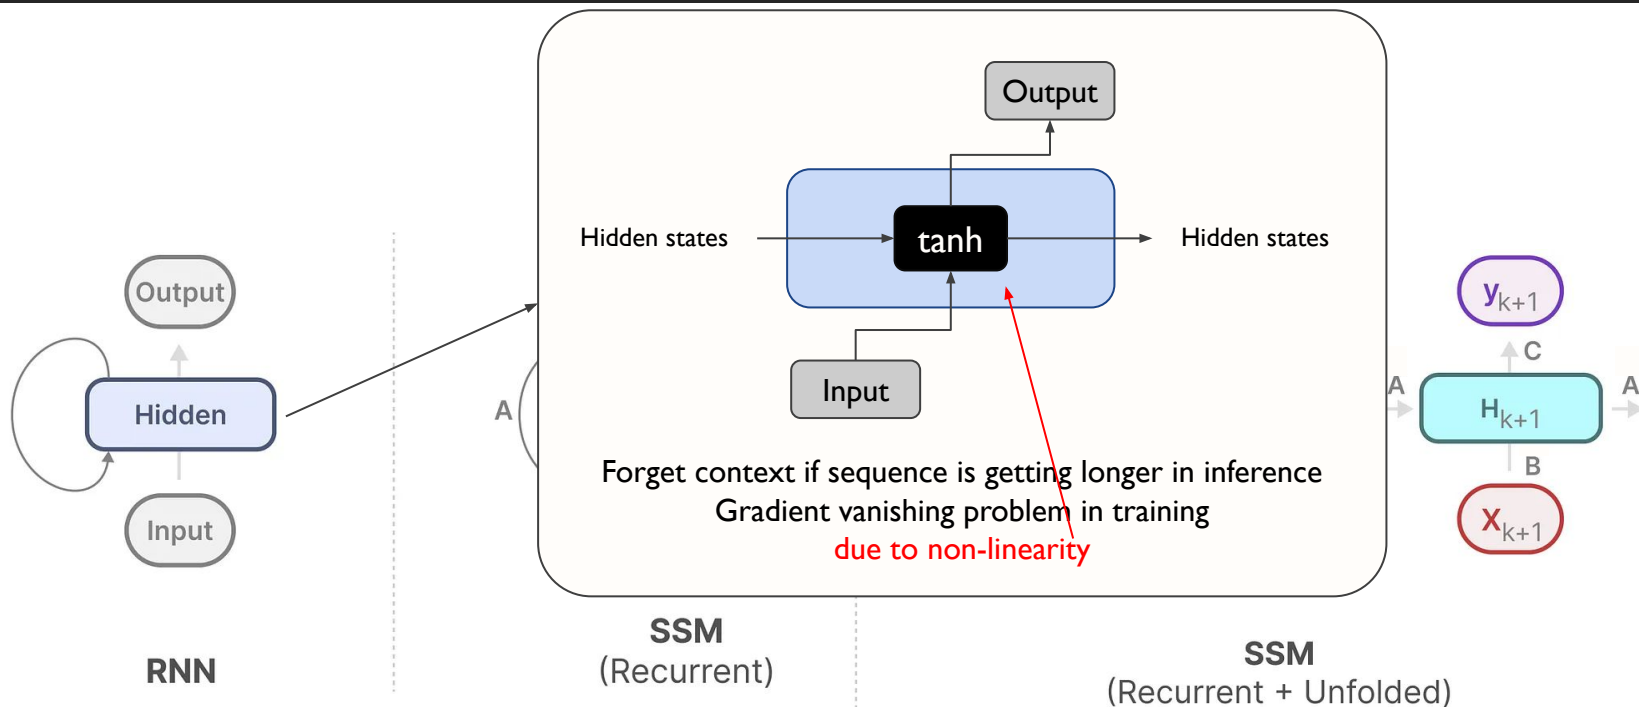 Output
Hidden
Input
RNN
Output
Hidden states
tanh
Hidden states
Input
Forget context if sequence is getting longer in inference
Gradient vanishing problem in training
due to non-linearity
A
SSM
(Recurrent)
y k+1
C
A
H k+1
A
B
X k+1
SSM
(Recurrent + Unfolded)